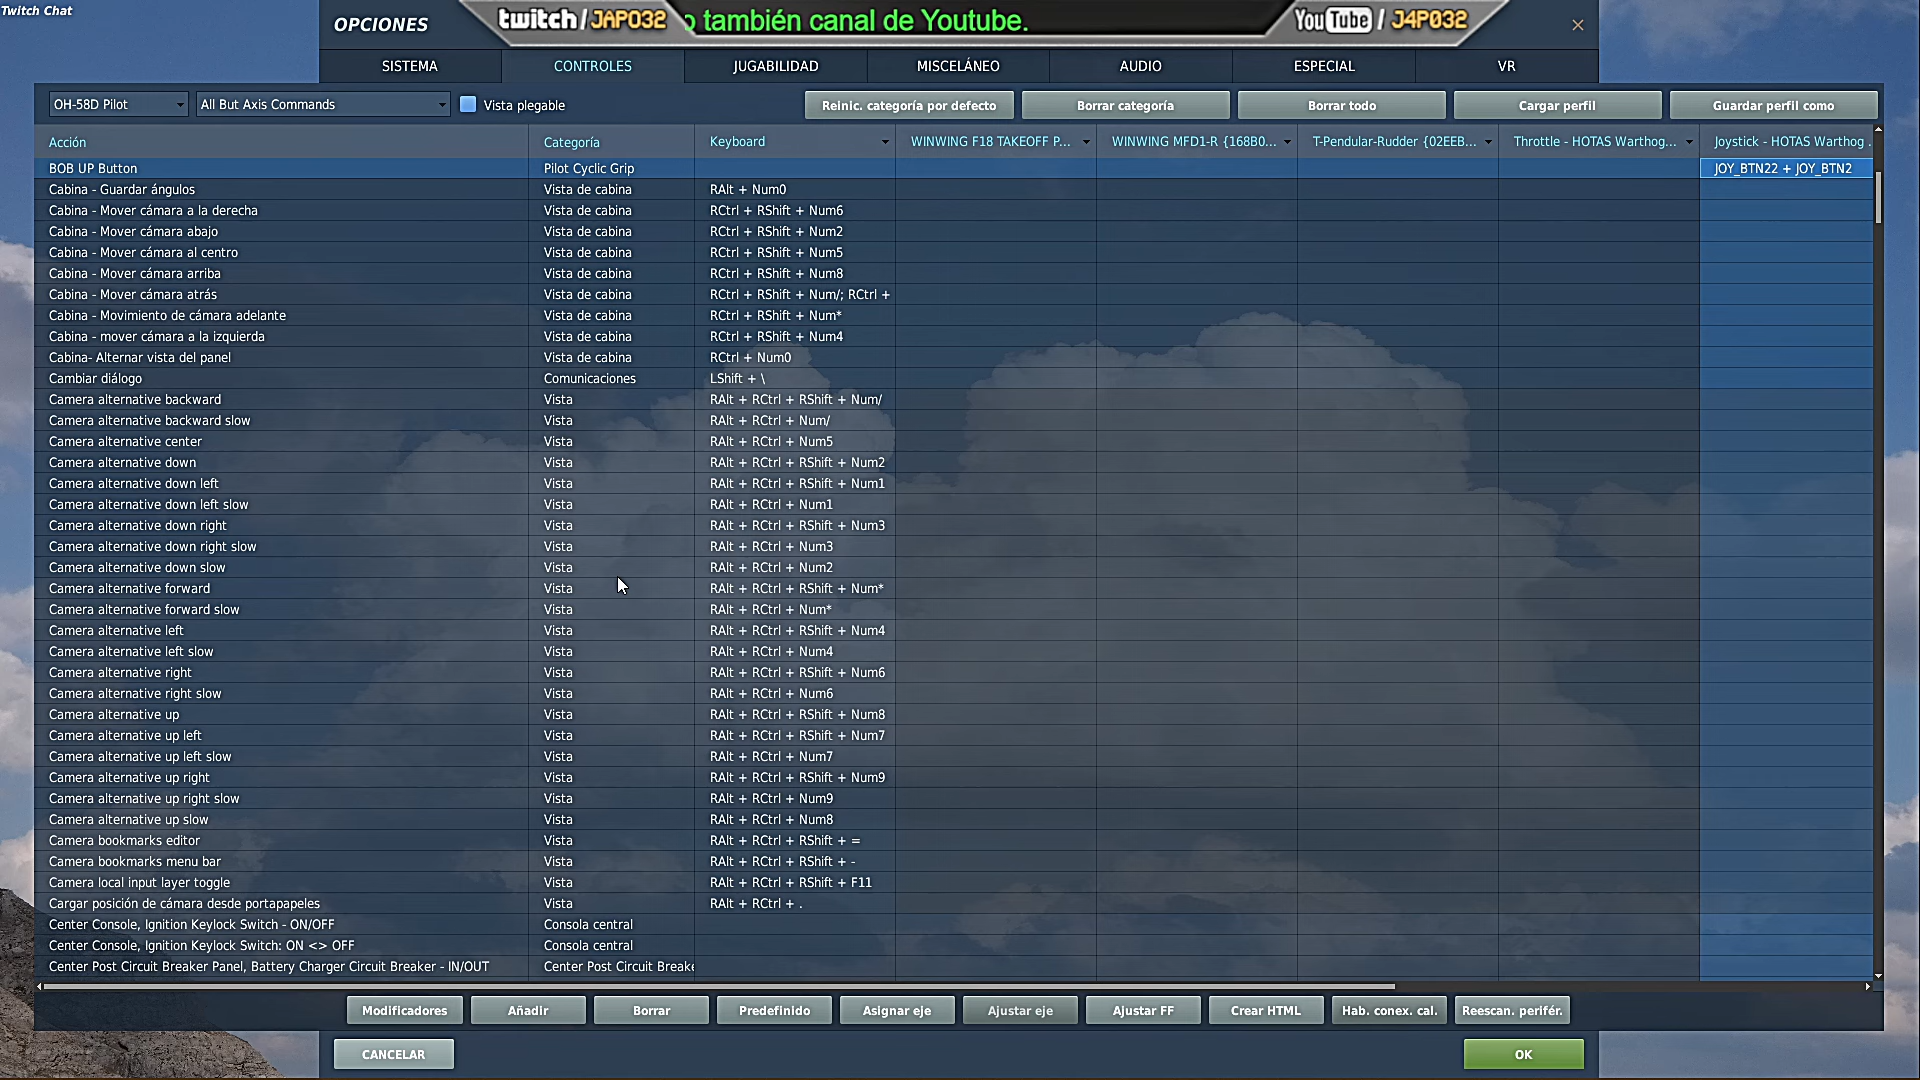 Twitch Chat
OPCIONES
twitch / JAPO32
o también canal de Youtube.
YouTube / J4P032
SISTEMA CONTROLES JUGABILIDAD MISCELÁNEO AUDIO ESPECIAL VR
OH-58D Pilot All But Axis Commands Vista plegable Reinic. categoría por defecto Borrar categoría Borrar todo Cargar perfil Guardar perfil como
Acción Categoría Keyboard WINWING F18 TAKEOFF P... WINWING MFD1-R {168B0... T-Pendular-Rudder {02EEB... Throttle - HOTAS Warthog... Joystick - HOTAS Warthog .
BOB UP Button Pilot Cyclic Grip JOY_BTN22 + JOY_BTN2
Cabina - Guardar ángulos Vista de cabina RAlt + Num0
Cabina - Mover cámara a la derecha Vista de cabina RCtrl + RShift + Num6
Cabina - Mover cámara abajo Vista de cabina RCtrl + RShift + Num2
Cabina - Mover cámara al centro Vista de cabina RCtrl + RShift + Num5
Cabina - Mover cámara arriba Vista de cabina RCtrl + RShift + Num8
Cabina - Mover cámara atrás Vista de cabina RCtrl + RShift + Num/; RCtrl +
Cabina - Movimiento de cámara adelante Vista de cabina RCtrl + RShift + Num*
Cabina - mover cámara a la izquierda Vista de cabina RCtrl + RShift + Num4
Cabina- Alternar vista del panel Vista de cabina RCtrl + Num0
Cambiar diálogo Comunicaciones LShift + \
Camera alternative backward Vista RAlt + RCtrl + RShift + Num/
Camera alternative backward slow Vista RAlt + RCtrl + Num/
Camera alternative center Vista RAlt + RCtrl + Num5
Camera alternative down Vista RAlt + RCtrl + RShift + Num2
Camera alternative down left Vista RAlt + RCtrl + RShift + Num1
Camera alternative down left slow Vista RAlt + RCtrl + Num1
Camera alternative down right Vista RAlt + RCtrl + RShift + Num3
Camera alternative down right slow Vista RAlt + RCtrl + Num3
Camera alternative down slow Vista RAlt + RCtrl + Num2
Camera alternative forward Vista RAlt + RCtrl + RShift + Num*
Camera alternative forward slow Vista RAlt + RCtrl + Num*
Camera alternative left Vista RAlt + RCtrl + RShift + Num4
Camera alternative left slow Vista RAlt + RCtrl + Num4
Camera alternative right Vista RAlt + RCtrl + RShift + Num6
Camera alternative right slow Vista RAlt + RCtrl + Num6
Camera alternative up Vista RAlt + RCtrl + RShift + Num8
Camera alternative up left Vista RAlt + RCtrl + RShift + Num7
Camera alternative up left slow Vista RAlt + RCtrl + Num7
Camera alternative up right Vista RAlt + RCtrl + RShift + Num9
Camera alternative up right slow Vista RAlt + RCtrl + Num9
Camera alternative up slow Vista RAlt + RCtrl + Num8
Camera bookmarks editor Vista RAlt + RCtrl + RShift + =
Camera bookmarks menu bar Vista RAlt + RCtrl + RShift + -
Camera local input layer toggle Vista RAlt + RCtrl + RShift + F11
Cargar posición de cámara desde portapapeles Vista RAlt + RCtrl + .
Center Console, Ignition Keylock Switch - ON/OFF Consola central
Center Console, Ignition Keylock Switch: ON <> OFF Consola central
Center Post Circuit Breaker Panel, Battery Charger Circuit Breaker - IN/OUT Center Post Circuit Breake
Modificadores Añadir Borrar Predefinido Asignar eje Ajustar eje Ajustar FF Crear HTML Hab. conex. cal. Reescan. perifér.
CANCELAR OK